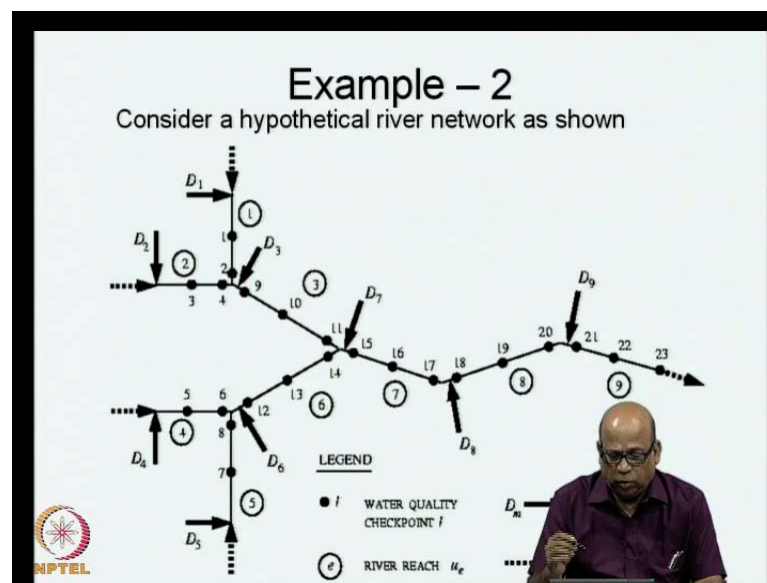 Example – 2
Consider a hypothetical river network as shown
D1
1
1
D2
2
D3
2
9
3
3
4
10
D7
D9
11
15
20
21
5
6
14
16
19
22
23
13
17
18
12
6
7
8
9
4
8
D4
D6
D8
7
LEGEND
5
i WATER QUALITY
CHECKPOINT i
Dm
D5
e RIVER REACH ue
NPTEL